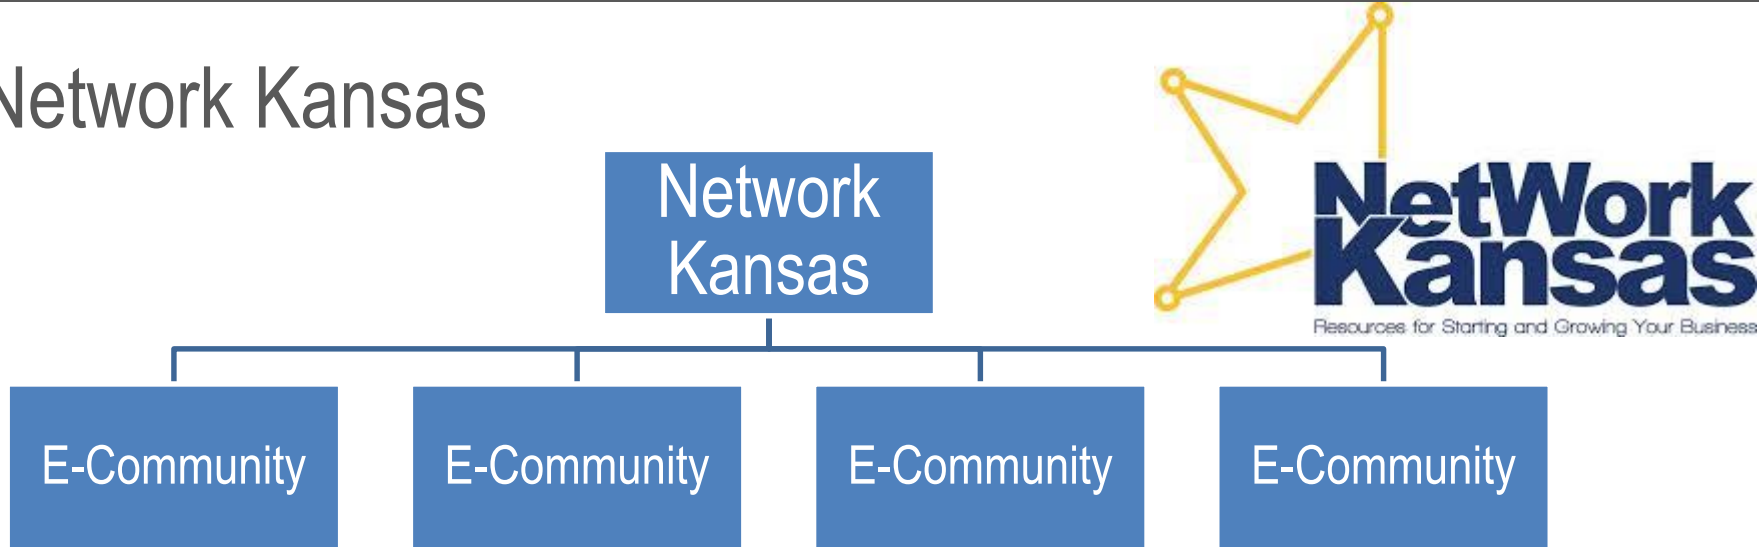 Network Kansas
Network
Kansas
NetWork
Kansas
Resources for Starting and Growing Your Business
E-Community
E-Community
E-Community
E-Community